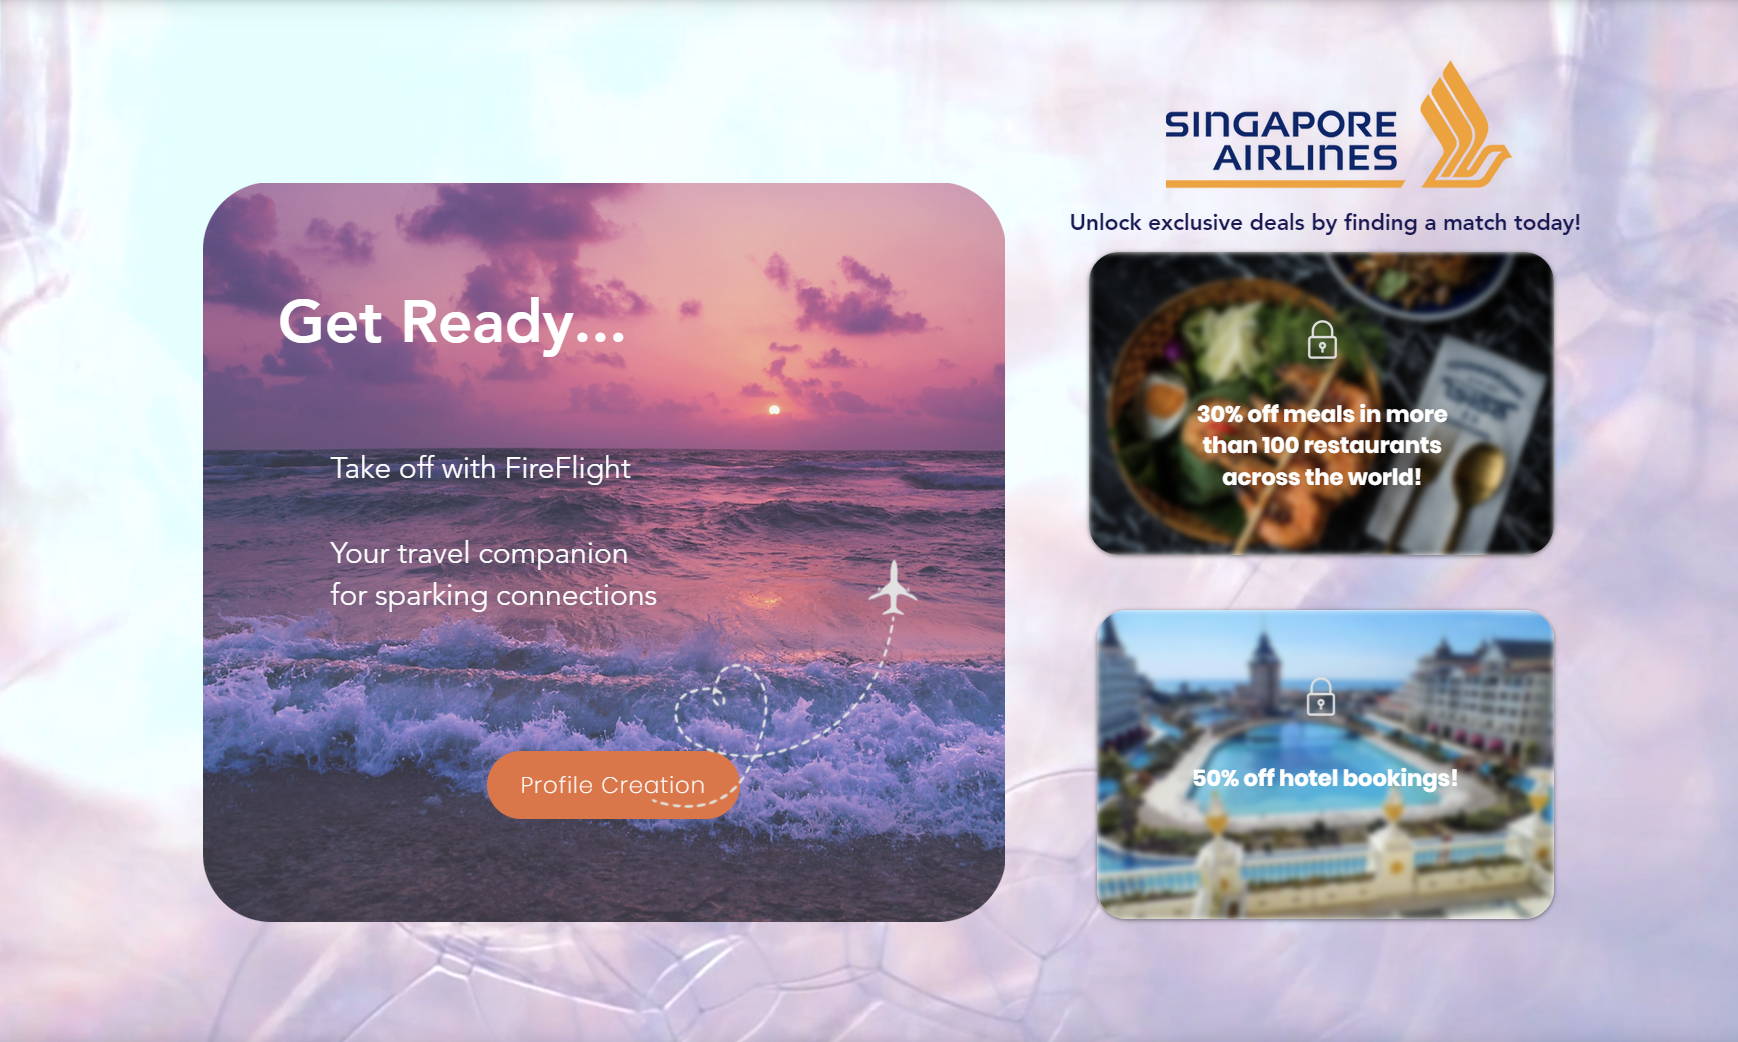 SINGAPORE
AIRLINES
Unlock exclusive deals by finding a match today!
Get Ready...
Take off with FireFlight
Your travel companion
for sparking connections
Profile Creation
30% off meals in more
than 100 restaurants
across the world!
50% off hotel bookings!